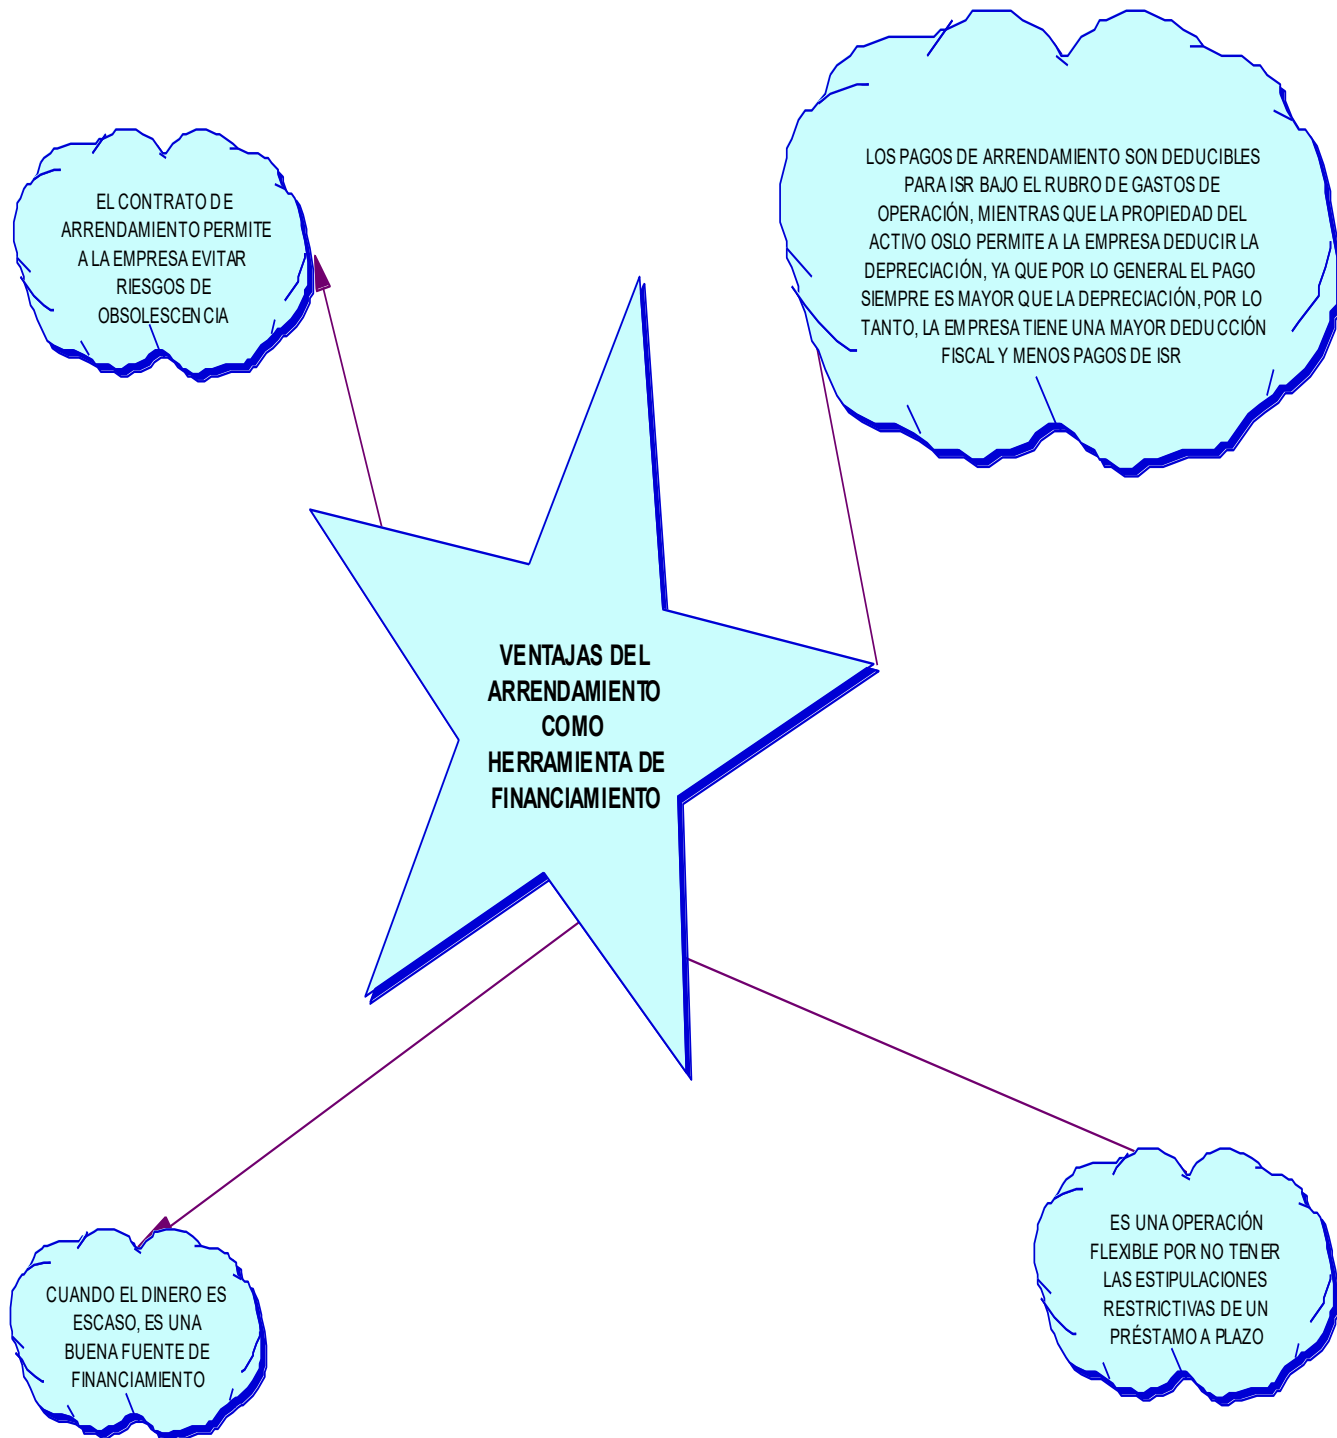 EL CONTRATO DE
ARRENDAMIENTO PERMITE
A LA EMPRESA EVITAR
RIESGOS DE
OBSOLESCENCIA
LOS PAGOS DE ARRENDAMIENTO SON DEDUCIBLES
PARA ISR BAJO EL RUBRO DE GASTOS DE
OPERACIÓN, MIENTRAS QUE LA PROPIEDAD DEL
ACTIVO OSLO PERMITE A LA EMPRESA DEDUCIR LA
DEPRECIACIÓN, YA QUE POR LO GENERAL EL PAGO
SIEMPRE ES MAYOR QUE LA DEPRECIACIÓN, POR LO
TANTO, LA EMPRESA TIENE UNA MAYOR DEDUCCIÓN
FISCAL Y MENOS PAGOS DE ISR
VENTAJAS DEL
ARRENDAMIENTO
COMO
HERRAMIENTA DE
FINANCIAMIENTO
CUANDO EL DINERO ES
ESCASO, ES UNA
BUENA FUENTE DE
FINANCIAMIENTO
ES UNA OPERACIÓN
FLEXIBLE POR NO TENER
LAS ESTIPULACIONES
RESTRICTIVAS DE UN
PRÉSTAMO A PLAZO